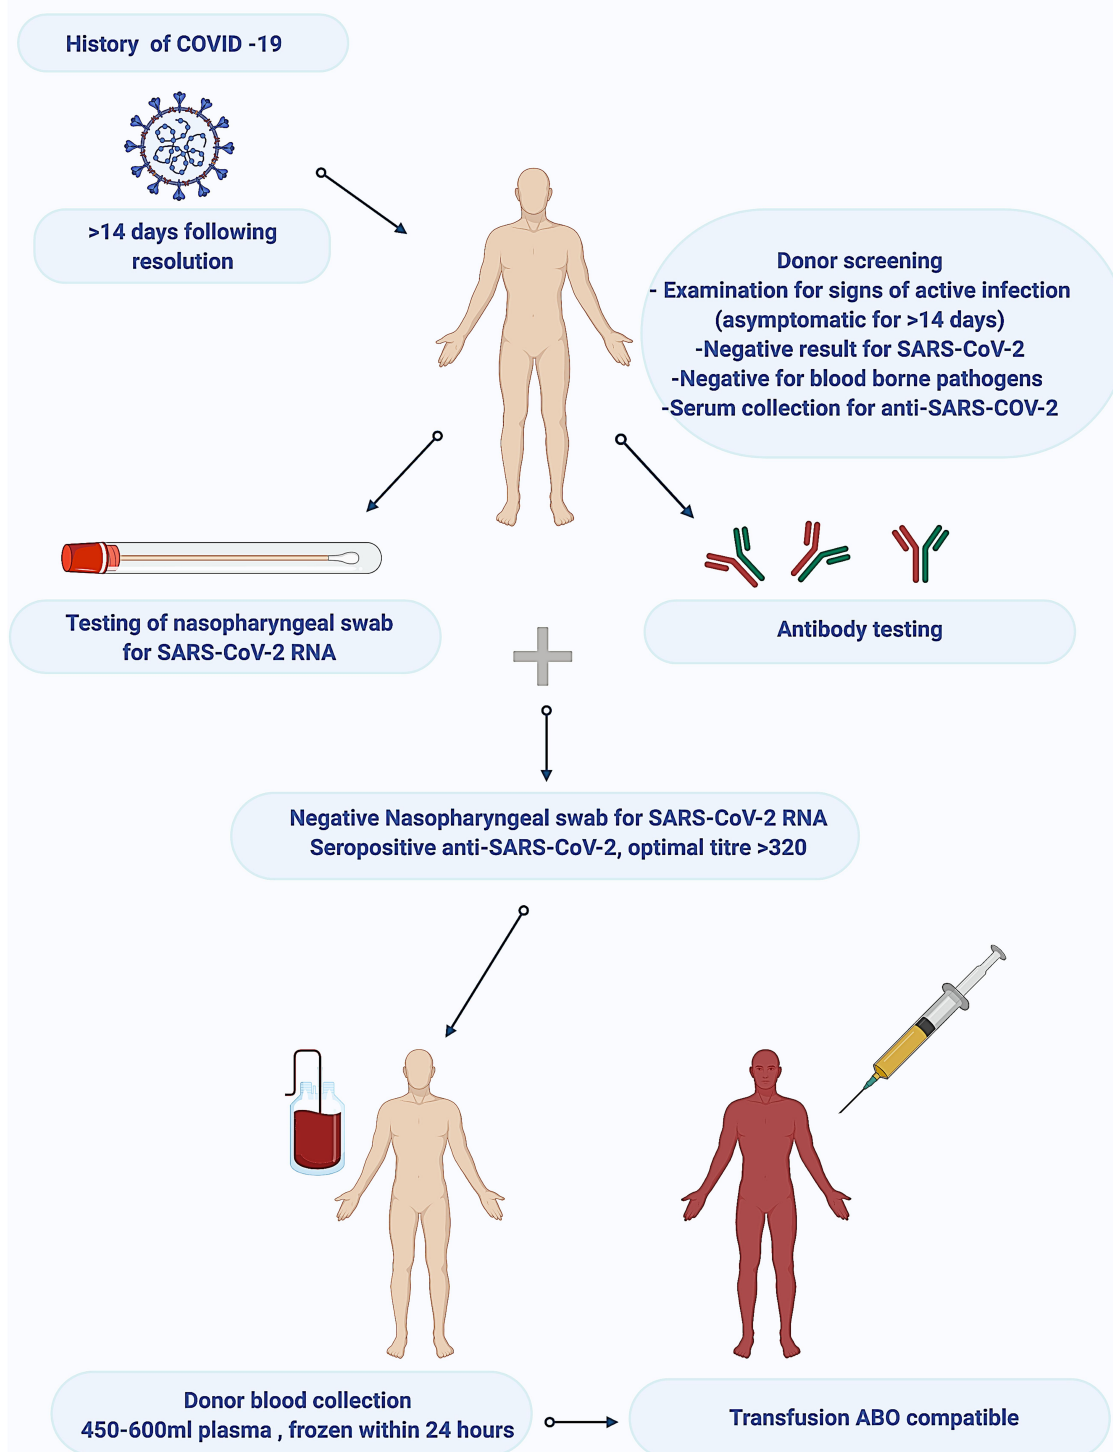 History of COVID -19
>14 days following
resolution
Donor screening
- Examination for signs of active infection
(asymptomatic for >14 days)
-Negative result for SARS-CoV-2
-Negative for blood borne pathogens
-Serum collection for anti-SARS-COV-2
Testing of nasopharyngeal swab
for SARS-CoV-2 RNA
Antibody testing
Negative Nasopharyngeal swab for SARS-CoV-2 RNA
Seropositive anti-SARS-CoV-2, optimal titre >320
Donor blood collection
450-600ml plasma , frozen within 24 hours
Transfusion ABO compatible